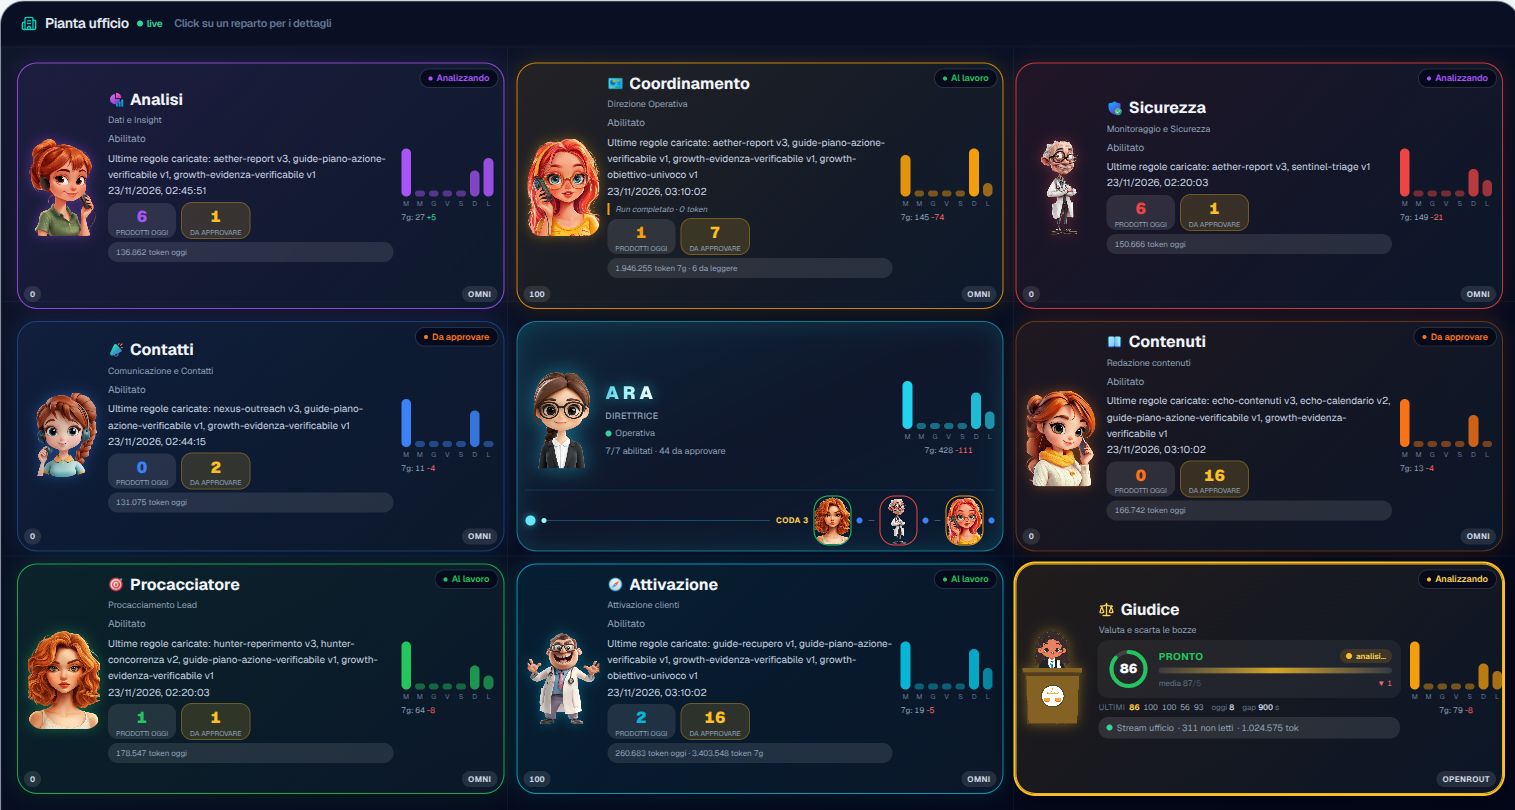 Pianta ufficio live Click su un reparto per i dettagli
Analizzando
Analisi
Dati e Insight
Abilitato
Ultime regole caricate: aether-report v3, guide-piano-azione-
verificabile v1, growth-evidenza-verificabile v1
23/11/2026, 02:45:51
6
PRODOTTI OGGI
1
DA APPROVARE
136.862 token oggi
M M G V S D L
7g: 27 +5
0
OMNI
Al lavoro
Coordinamento
Direzione Operativa
Abilitato
Ultime regole caricate: aether-report v3, guide-piano-azione-
verificabile v1, growth-evidenza-verificabile v1, growth-
obiettivo-univoco v1
23/11/2026, 03:10:02
Run completato · 0 token
1
PRODOTTI OGGI
7
DA APPROVARE
1.946.255 token 7g · 6 da leggere
M M G V S D L
7g: 145 -74
100
OMNI
Analizzando
Sicurezza
Monitoraggio e Sicurezza
Abilitato
Ultime regole caricate: aether-report v3, sentinel-triage v1
23/11/2026, 02:20:03
6
PRODOTTI OGGI
1
DA APPROVARE
150.666 token oggi
M M G V S D L
7g: 149 -21
0
OMNI
Da approvare
Contatti
Comunicazione e Contatti
Abilitato
Ultime regole caricate: nexus-outreach v3, guide-piano-
azione-verificabile v1, growth-evidenza-verificabile v1
23/11/2026, 02:44:15
0
PRODOTTI OGGI
2
DA APPROVARE
131.075 token oggi
M M G V S D L
7g: 11 -4
0
OMNI
ARA
DIRETTRICE
Operativa
7/7 abilitati · 44 da approvare
M M G V S D L
7g: 428 -111
CODA 3
Da approvare
Contenuti
Redazione contenuti
Abilitato
Ultime regole caricate: echo-contenuti v3, echo-calendario v2,
guide-piano-azione-verificabile v1, growth-evidenza-
verificabile v1
23/11/2026, 03:10:02
0
PRODOTTI OGGI
16
DA APPROVARE
166.742 token oggi
M M G V S D L
7g: 13 -4
0
OMNI
Al lavoro
Procacciatore
Procacciamento Lead
Abilitato
Ultime regole caricate: hunter-reperimento v3, hunter-
concorrenza v2, guide-piano-azione-verificabile v1, growth-
evidenza-verificabile v1
23/11/2026, 02:20:03
1
PRODOTTI OGGI
1
DA APPROVARE
178.547 token oggi
M M G V S D L
7g: 64 -8
0
OMNI
Al lavoro
Attivazione
Attivazione clienti
Abilitato
Ultime regole caricate: guide-recupero v1, guide-piano-azione-
verificabile v1, growth-evidenza-verificabile v1, growth-
obiettivo-univoco v1
23/11/2026, 03:10:02
2
PRODOTTI OGGI
16
DA APPROVARE
260.683 token oggi · 3.403.548 token 7g
M M G V S D L
7g: 19 -5
100
OMNI
Analizzando
Giudice
Valuta e scarta le bozze
86
PRONTO
analisi...
media 87/5
▼ 1
ULTIMI 86 100 100 56 93 oggi 8 gap 900 s
Stream ufficio · 311 non letti · 1.024.575 tok
M M G V S D L
7g: 79 -8
OPENROUT